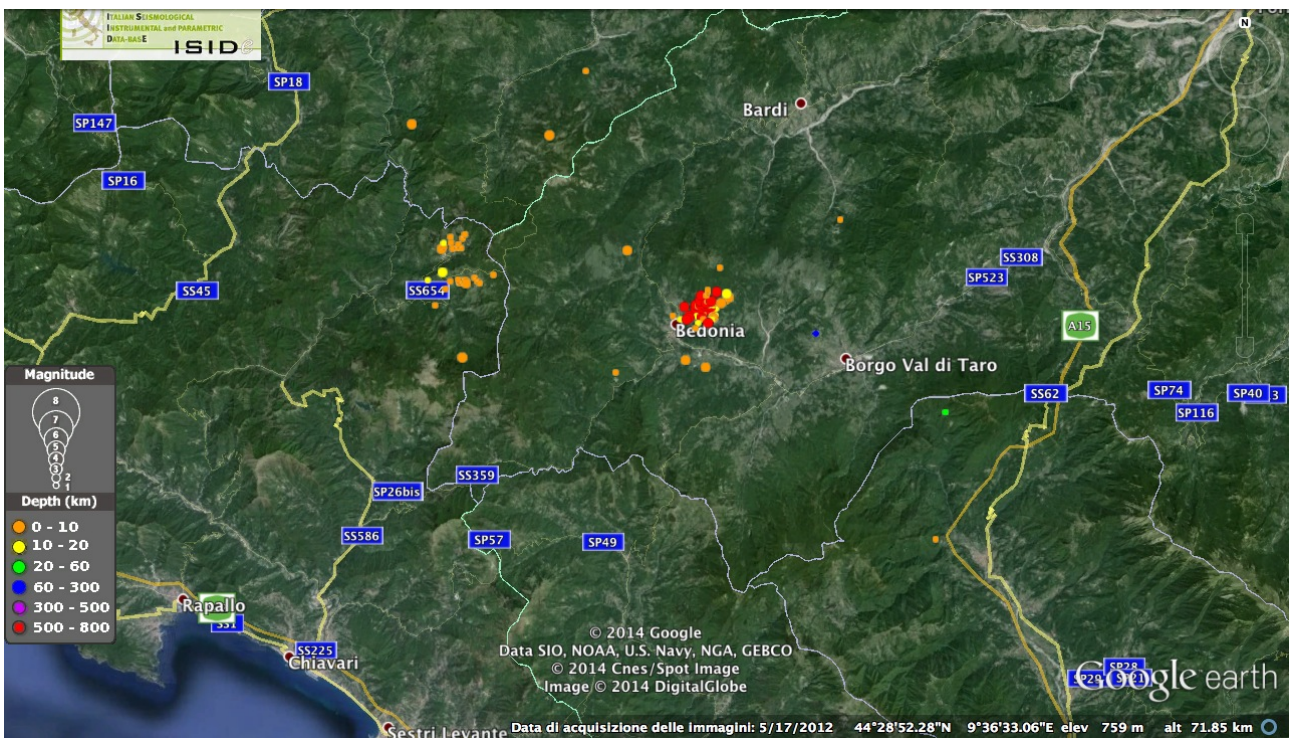 ITALIAN SEISMOLOGICAL
INSTRUMENTAL and PARAMETRIC
DATA-BASE
ISIDe
N
SP18
Bardi
SP147
SP16
SS308
SP523
SS45
SS654
Bedonia
A15
Borgo Val di Taro
SS62
SP74
SP40
3
SP116
Magnitude
8
7
6
5
4
3
2
1
Depth (km)
0 - 10
10 - 20
20 - 60
60 - 300
300 - 500
500 - 800
SS359
SP26bis
SS586
SP57
SP49
Rapallo
SS1
SS225
Chiavari
© 2014 Google
Data SIO, NOAA, U.S. Navy, NGA, GEBCO
© 2014 Cnes/Spot Image
Image © 2014 DigitalGlobe
SP28
SP21
Google earth
Sestri Levante
Data di acquisizione delle immagini: 5/17/2012 44°28'52.28"N 9°36'33.06"E elev 759 m alt 71.85 km